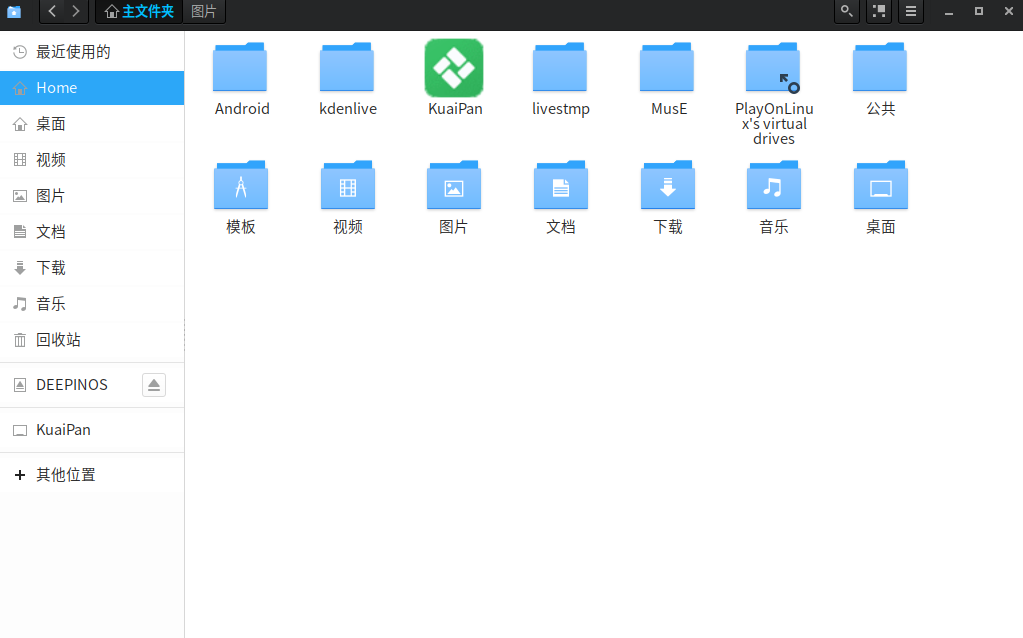 主文件夹
图片
最近使用的
Home
桌面
视频
图片
文档
下载
音乐
回收站
DEEPINOS
KuaiPan
其他位置
Android
kdenlive
KuaiPan
livestmp
MusE
PlayOnLinu
x's virtual
drives
公共
模板
视频
图片
文档
下载
音乐
桌面